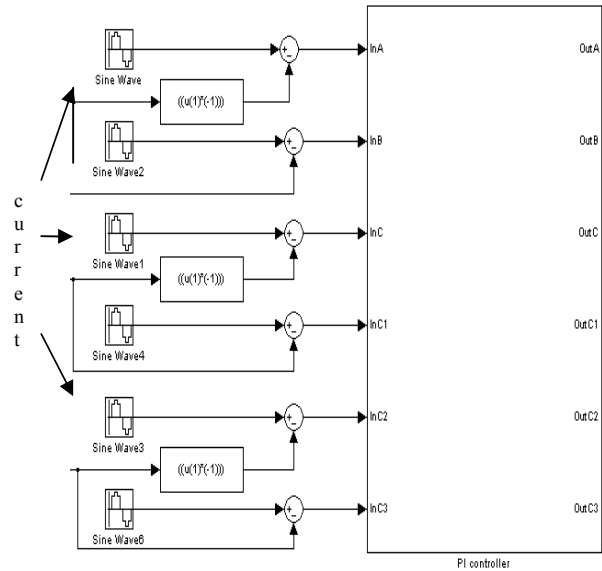 InA
OutA
Sine Wave
((u(1)*(-1)))
InB
OutB
Sine Wave2
current
InC
OutC
Sine Wave1
((u(1)*(-1)))
InC1
OutC1
Sine Wave4
InC2
OutC2
Sine Wave3
((u(1)*(-1)))
InC3
OutC3
Sine Wave6
PI controller